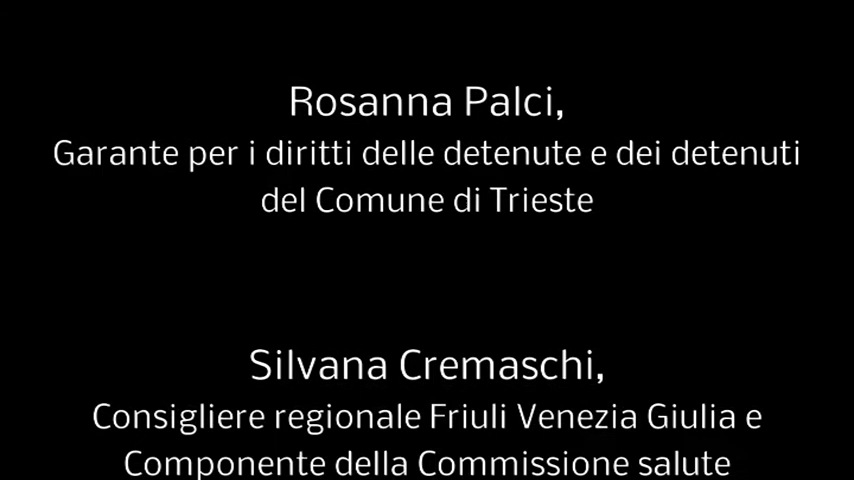 Rosanna Palci,
Garante per i diritti delle detenute e dei detenuti
del Comune di Trieste
Silvana Cremaschi,
Consigliere regionale Friuli Venezia Giulia e
Componente della Commissione salute